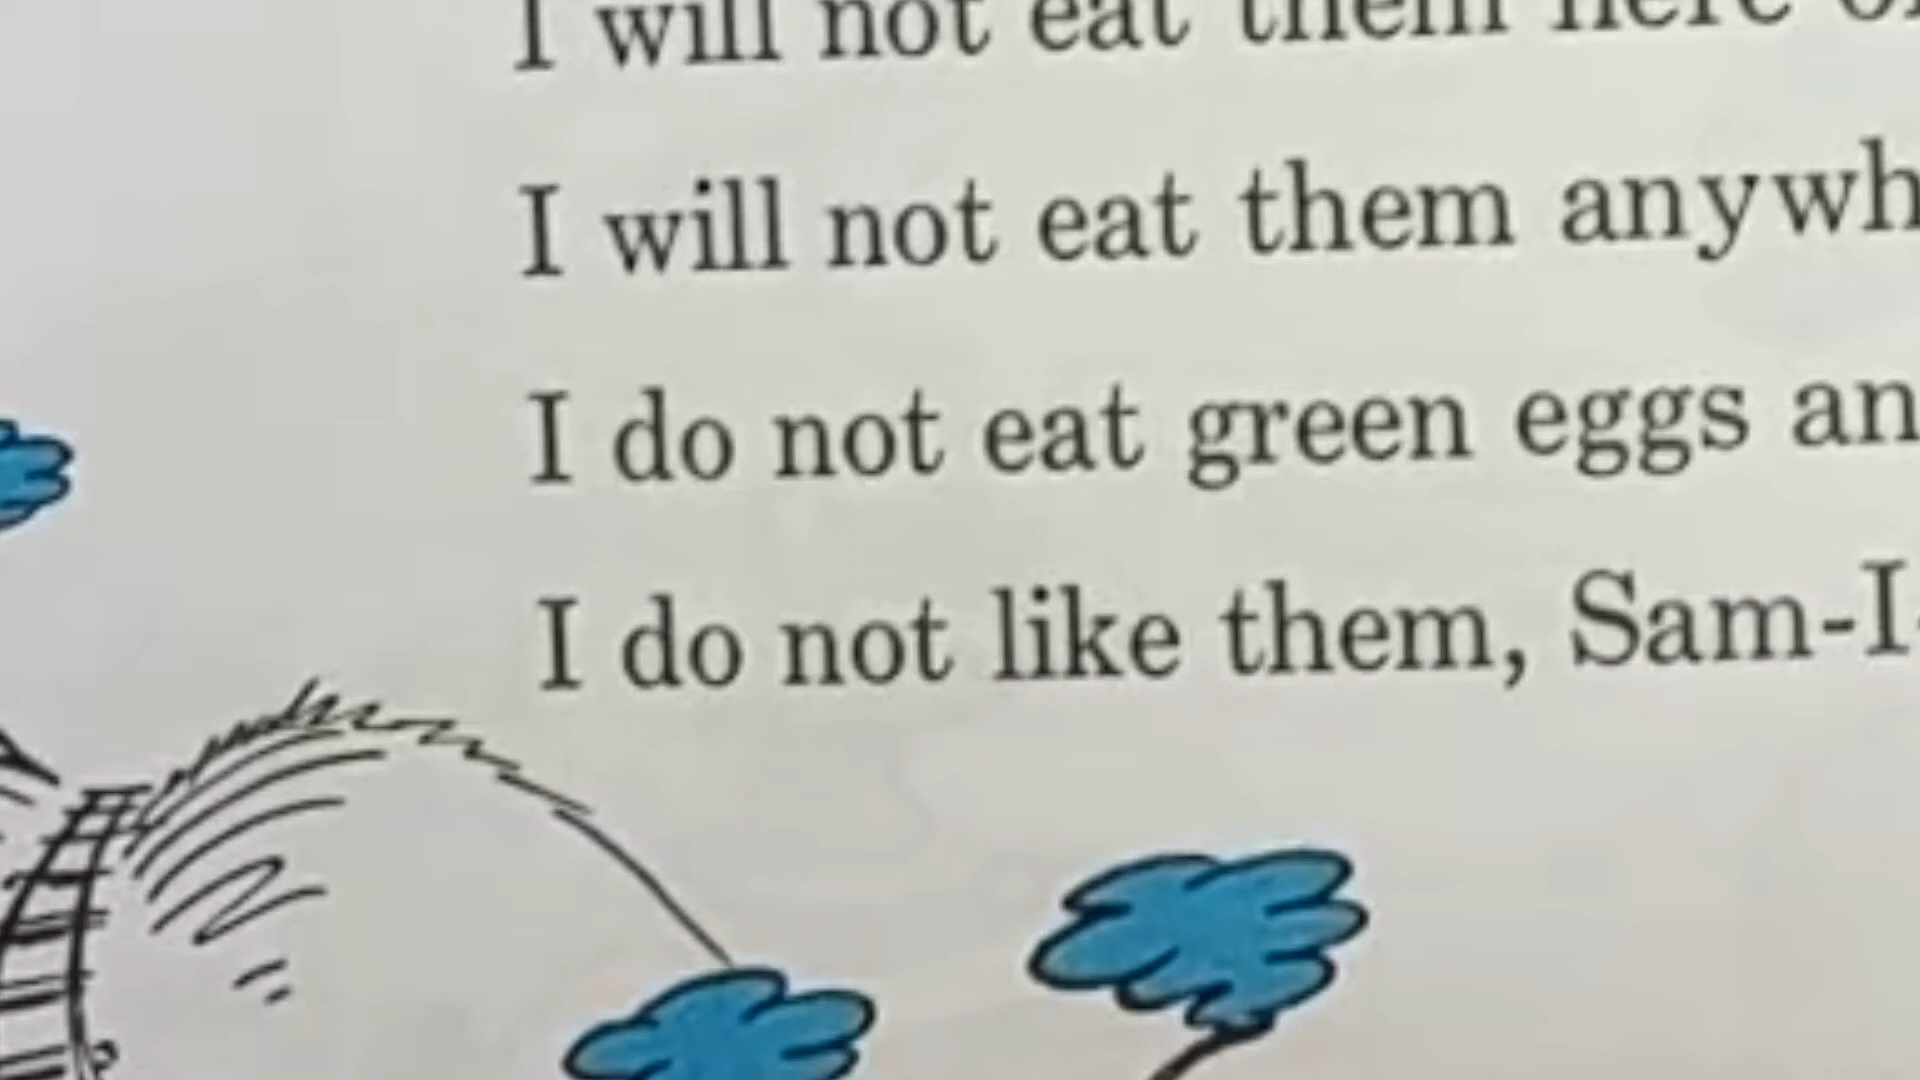 I will not eat them here or
I will not eat them anywh
I do not eat green eggs an
I do not like them, Sam-I-